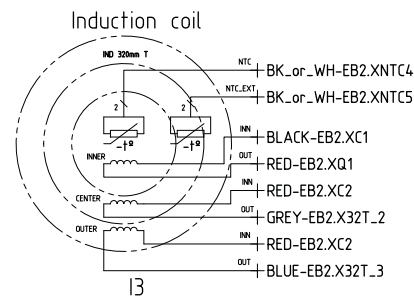 Induction coil
IND 320mm T
NTC
BK_or_WH-EB2.XNTC4
NTC_EXT
BK_or_WH-EB2.XNTC5
2
2
-t°
-t°
INN
BLACK-EB2.XC1
INNER
OUT
RED-EB2.XQ1
INN
RED-EB2.XC2
CENTER
OUT
GREY-EB2.X32T_2
OUTER
INN
RED-EB2.XC2
OUT
BLUE-EB2.X32T_3
I3